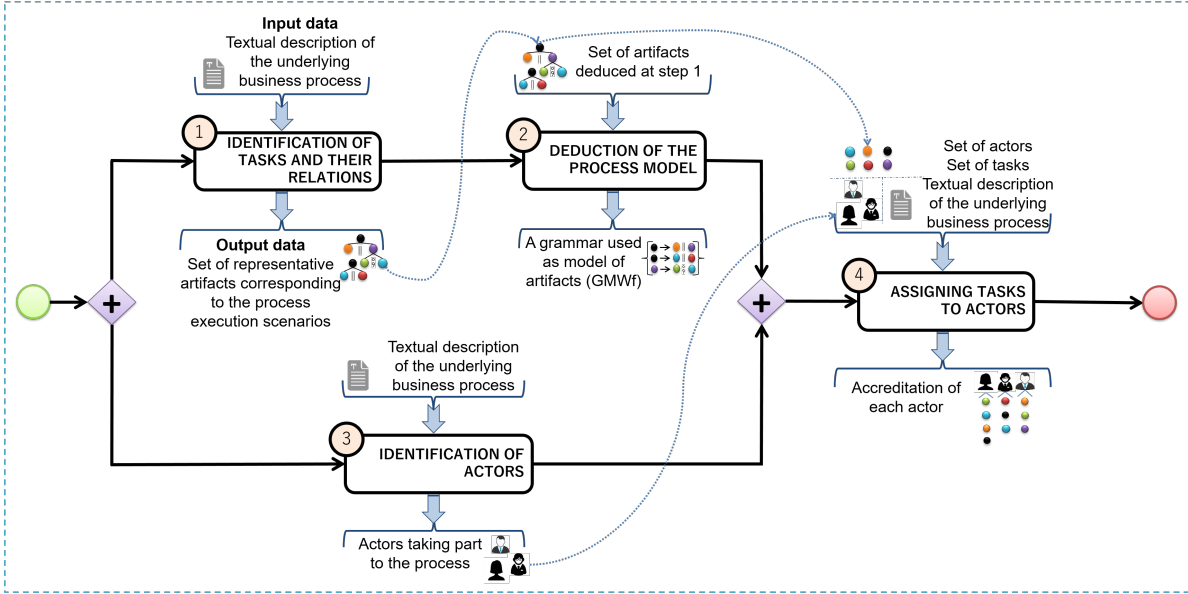 Input data
Textual description of
the underlying
business process
1
IDENTIFICATION OF
TASKS AND THEIR
RELATIONS
Output data
Set of representative
artifacts corresponding
to the process
execution scenarios
Set of artifacts
deduced at step 1
2
DEDUCTION OF THE
PROCESS MODEL
A grammar used
as model of
artifacts (GMWf)
Textual description
of the underlying
business process
3
IDENTIFICATION OF
ACTORS
Actors taking part
to the process
Set of actors
Set of tasks
Textual description
of the underlying
business process
4
ASSIGNING TASKS
TO ACTORS
Accreditation of
each actor